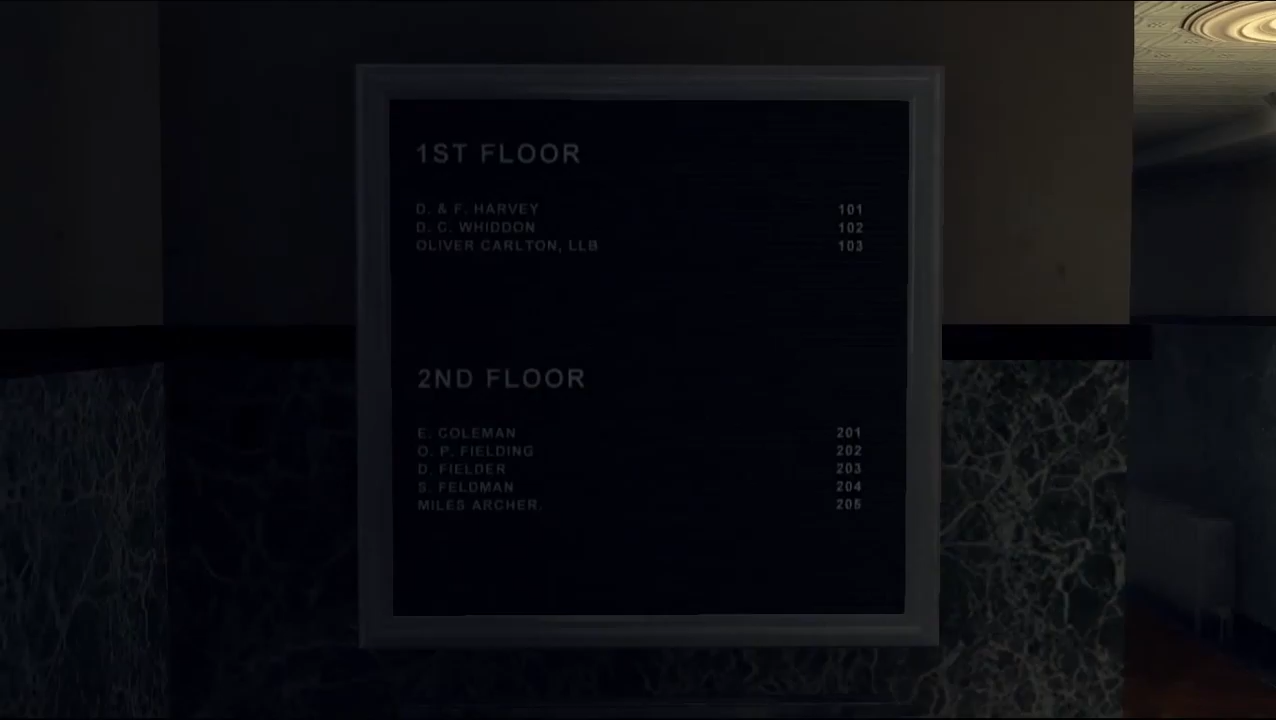 1ST FLOOR
D. & F. HARVEY 101
D. C. WHIDDON 102
OLIVER CARLTON, LLB 103
2ND FLOOR
E. COLEMAN 201
O. P. FIELDING 202
D. FIELDER 203
S. FELDMAN 204
MILES ARCHER. 205